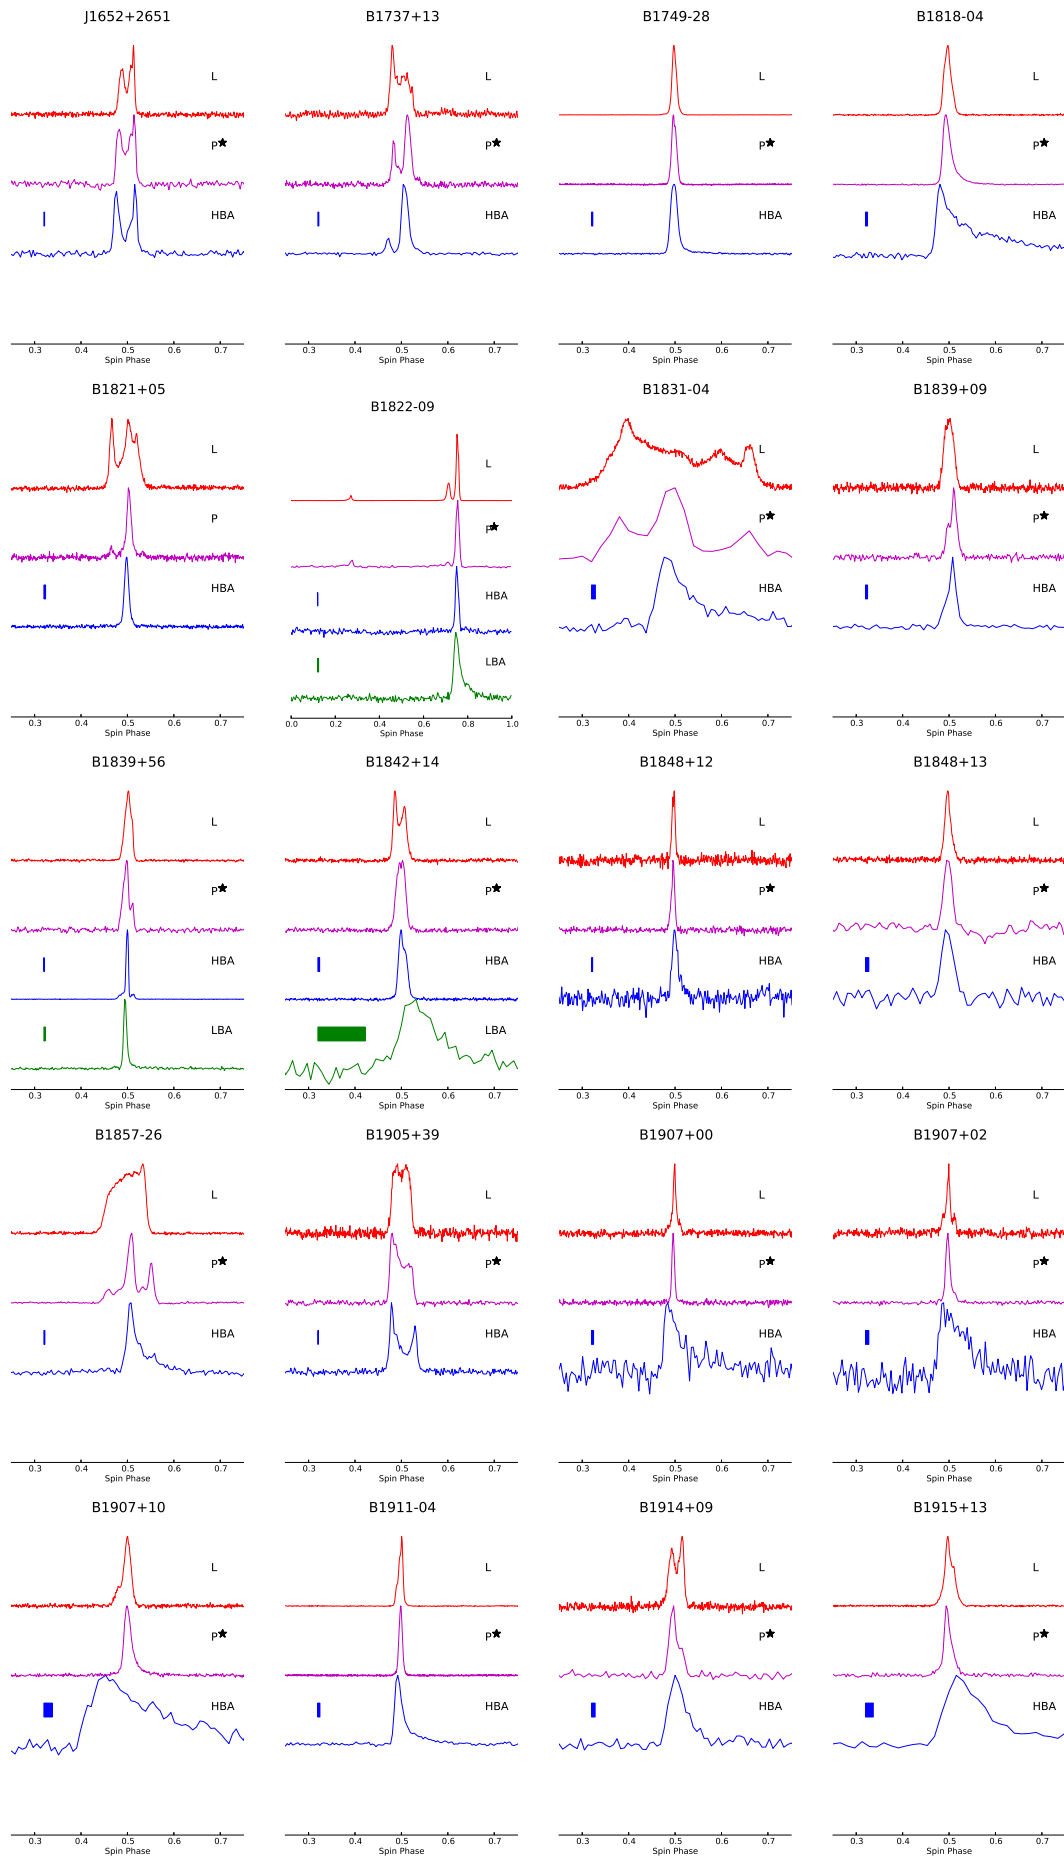 J1652+2651 B1737+13 B1749-28 B1818-04
L L L L
P★ P★ P★ P★
HBA HBA HBA HBA
0.3 0.4 0.5 0.6 0.7 0.3 0.4 0.5 0.6 0.7 0.3 0.4 0.5 0.6 0.7 0.3 0.4 0.5 0.6 0.7
Spin Phase Spin Phase Spin Phase Spin Phase
B1821+05 B1822-09 B1831-04 B1839+09
L L L L
P P★ P★ P★
HBA HBA HBA HBA
LBA
0.3 0.4 0.5 0.6 0.7 0.0 0.2 0.4 0.6 0.8 1.0 0.3 0.4 0.5 0.6 0.7 0.3 0.4 0.5 0.6 0.7
Spin Phase Spin Phase Spin Phase Spin Phase
B1839+56 B1842+14 B1848+12 B1848+13
L L L L
P★ P★ P★ P★
HBA HBA HBA HBA
LBA LBA
0.3 0.4 0.5 0.6 0.7 0.3 0.4 0.5 0.6 0.7 0.3 0.4 0.5 0.6 0.7 0.3 0.4 0.5 0.6 0.7
Spin Phase Spin Phase Spin Phase Spin Phase
B1857-26 B1905+39 B1907+00 B1907+02
L L L L
P★ P★ P★ P★
HBA HBA HBA HBA
0.3 0.4 0.5 0.6 0.7 0.3 0.4 0.5 0.6 0.7 0.3 0.4 0.5 0.6 0.7 0.3 0.4 0.5 0.6 0.7
Spin Phase Spin Phase Spin Phase Spin Phase
B1907+10 B1911-04 B1914+09 B1915+13
L L L L
P★ P★ P★ P★
HBA HBA HBA HBA
0.3 0.4 0.5 0.6 0.7 0.3 0.4 0.5 0.6 0.7 0.3 0.4 0.5 0.6 0.7 0.3 0.4 0.5 0.6 0.7
Spin Phase Spin Phase Spin Phase Spin Phase